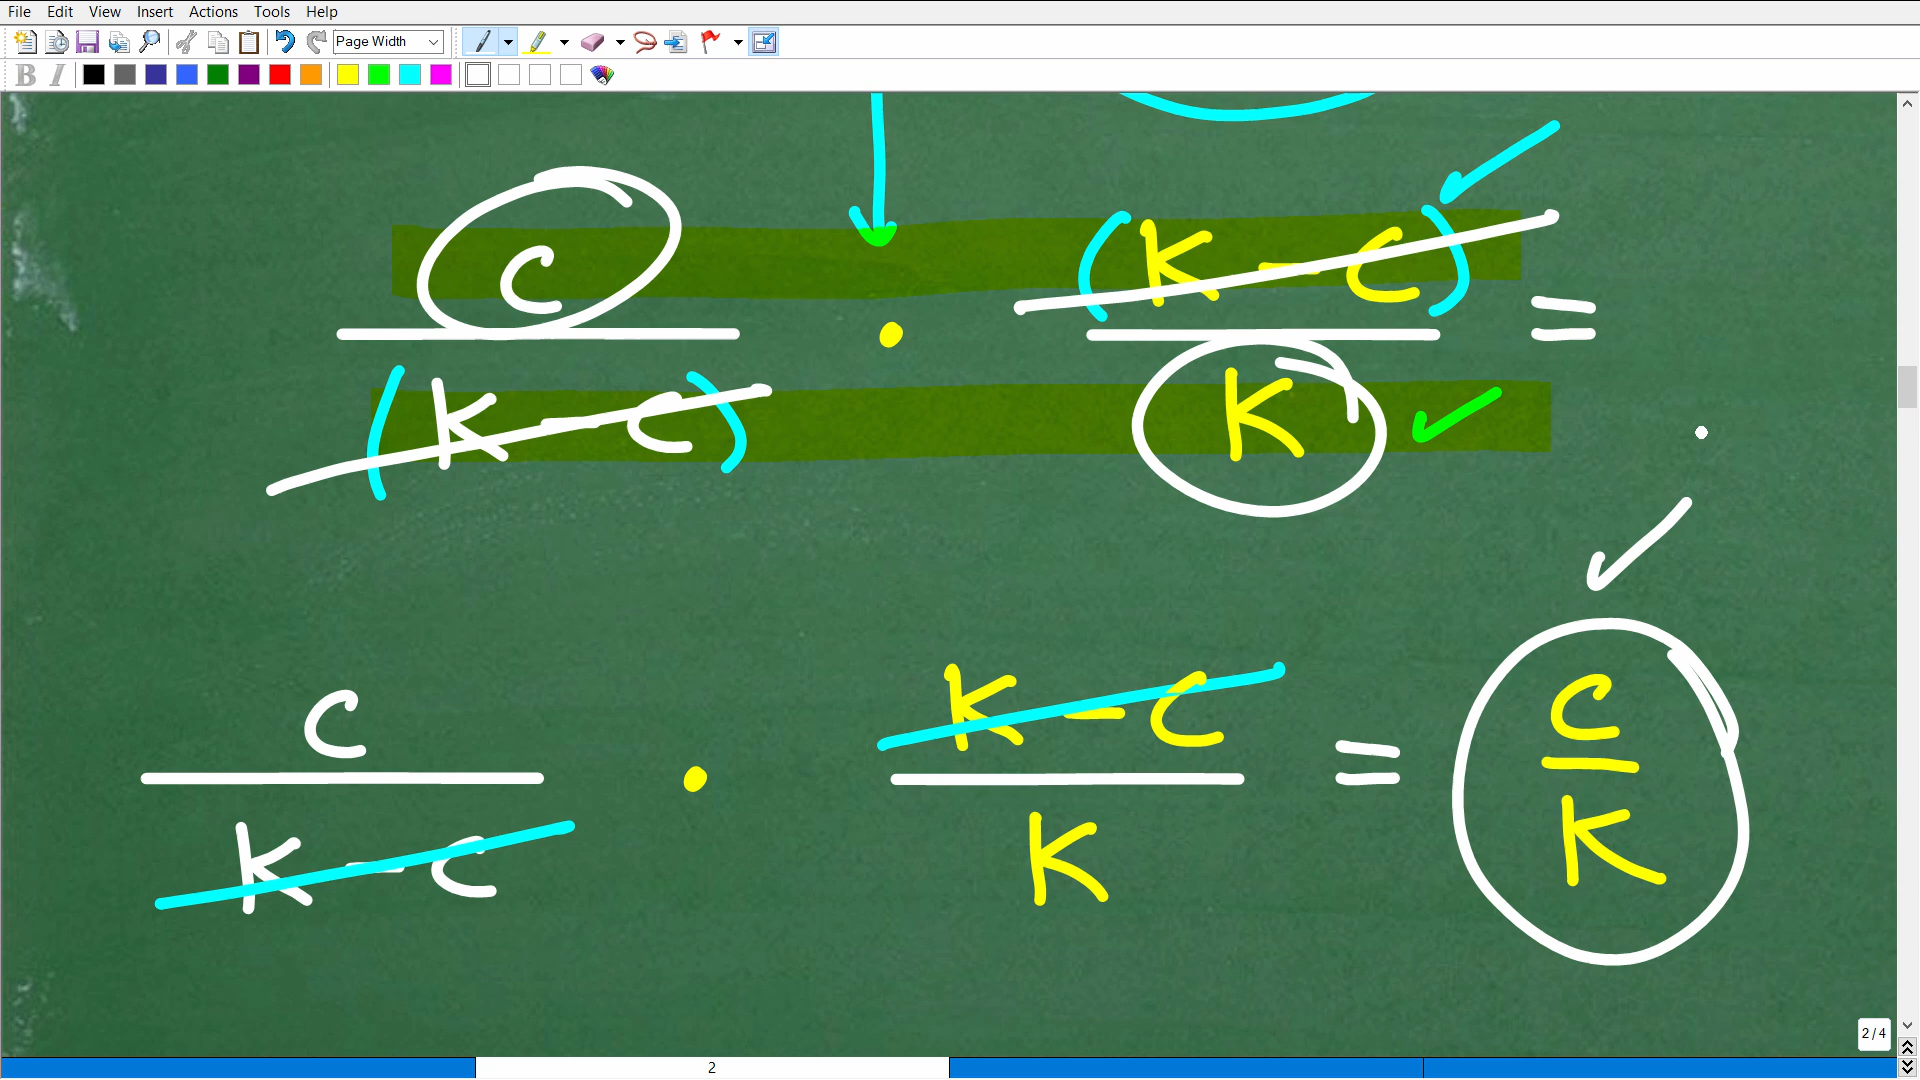 File Edit View Insert Actions Tools Help
Page Width
B I
C (K - C) =
(K - C) K
C K - C = C
K - C K K
2 / 4
2